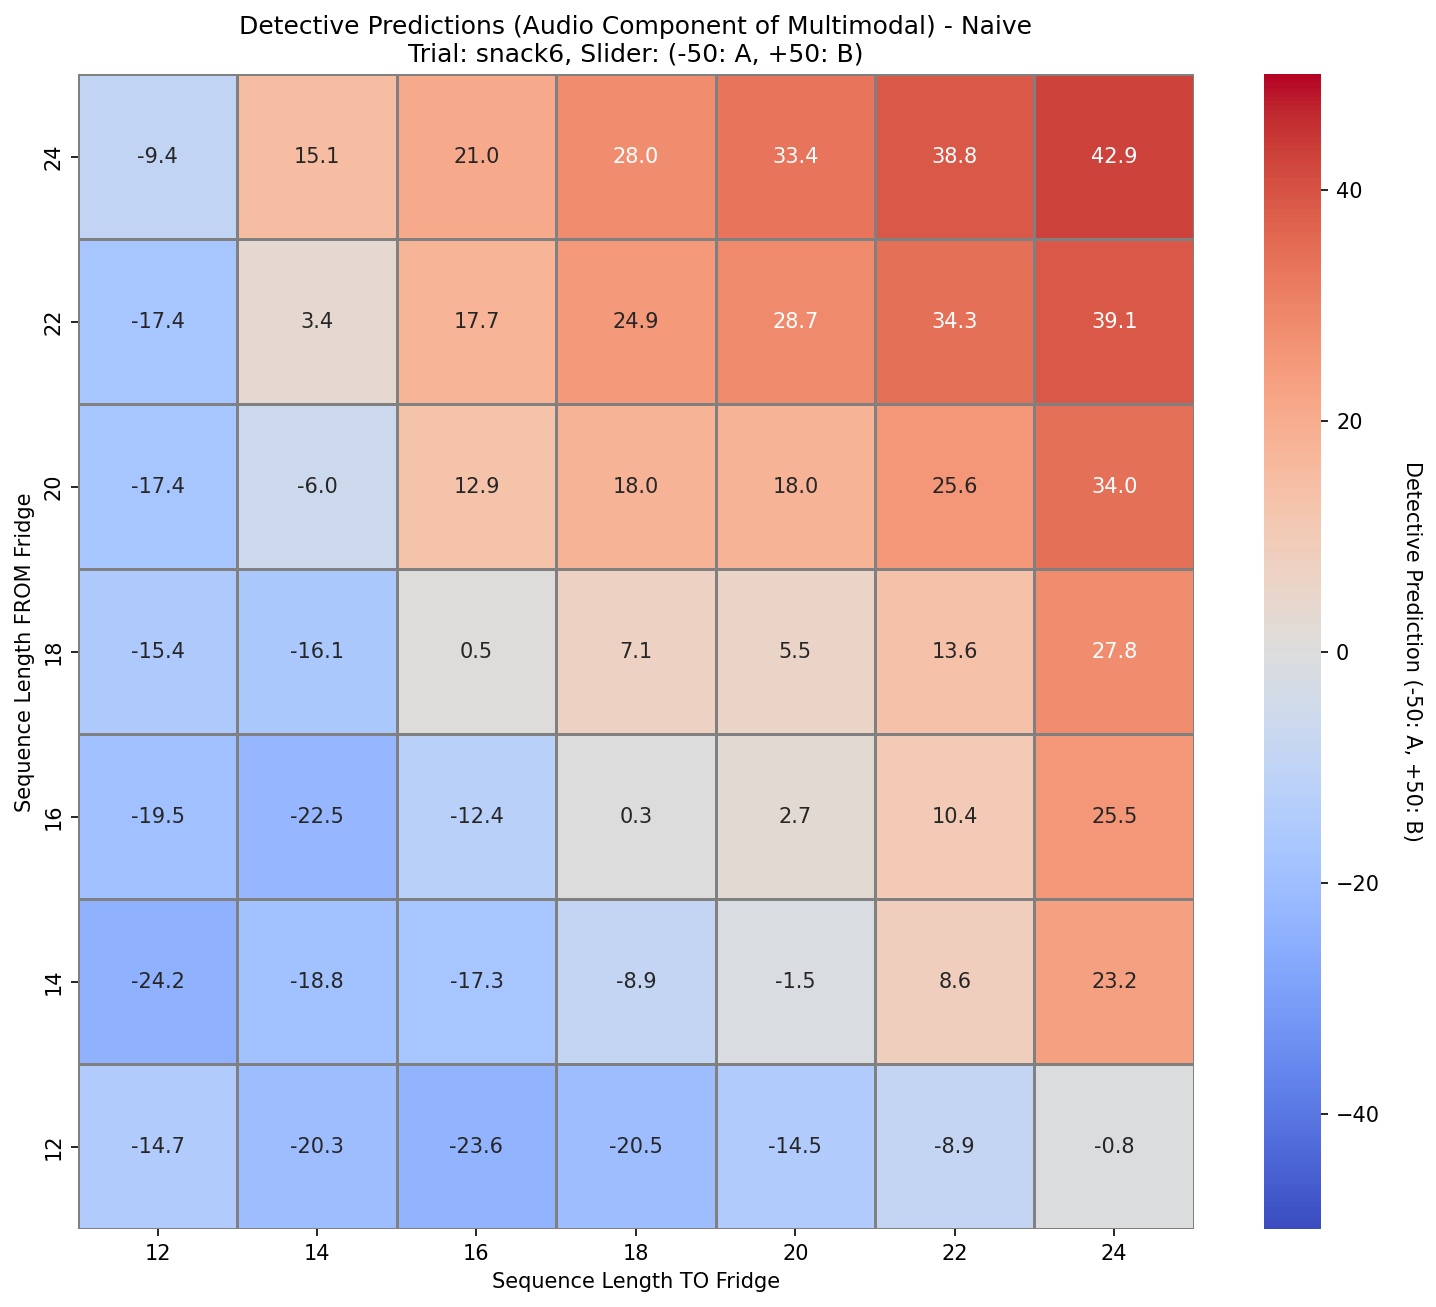 Detective Predictions (Audio Component of Multimodal) - Naive
Trial: snack6, Slider: (-50: A, +50: B)
Sequence Length FROM Fridge
24
-9.4 15.1 21.0 28.0 33.4 38.8 42.9
22
-17.4 3.4 17.7 24.9 28.7 34.3 39.1
20
-17.4 -6.0 12.9 18.0 18.0 25.6 34.0
18
-15.4 -16.1 0.5 7.1 5.5 13.6 27.8
16
-19.5 -22.5 -12.4 0.3 2.7 10.4 25.5
14
-24.2 -18.8 -17.3 -8.9 -1.5 8.6 23.2
12
-14.7 -20.3 -23.6 -20.5 -14.5 -8.9 -0.8
12 14 16 18 20 22 24
Sequence Length TO Fridge
40
20
0
−20
−40
Detective Prediction (-50: A, +50: B)